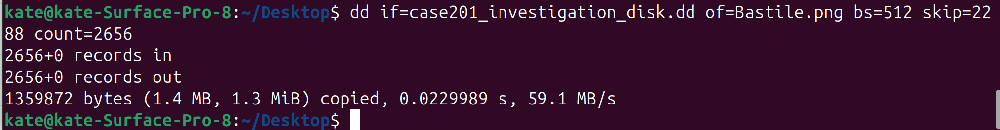 kate@kate-Surface-Pro-8:~/Desktop$ dd if=case201_investigation_disk.dd of=Bastile.png bs=512 skip=22
88 count=2656
2656+0 records in
2656+0 records out
1359872 bytes (1.4 MB, 1.3 MiB) copied, 0.0229989 s, 59.1 MB/s
kate@kate-Surface-Pro-8:~/Desktop$